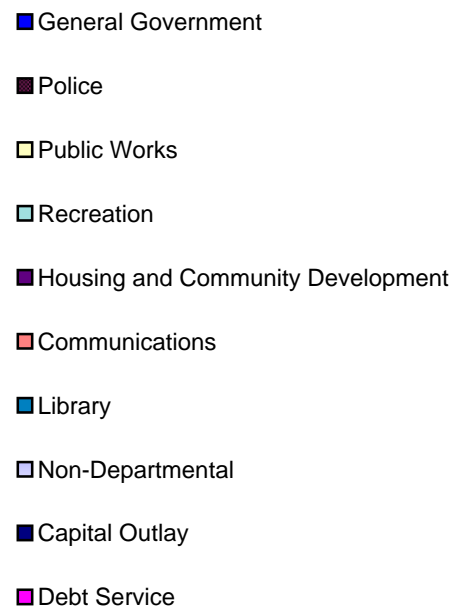 General Government
Police
Public Works
Recreation
Housing and Community Development
Communications
Library
Non-Departmental
Capital Outlay
Debt Service